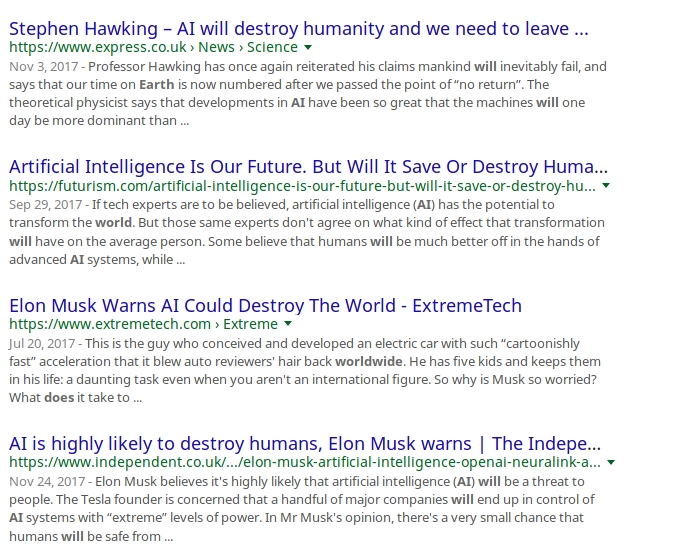 Stephen Hawking – AI will destroy humanity and we need to leave ...
https://www.express.co.uk › News › Science
Nov 3, 2017 - Professor Hawking has once again reiterated his claims mankind will inevitably fail, and
says that our time on Earth is now numbered after we passed the point of “no return”. The
theoretical physicist says that developments in AI have been so great that the machines will one
day be more dominant than ...
Artificial Intelligence Is Our Future. But Will It Save Or Destroy Huma...
https://futurism.com/artificial-intelligence-is-our-future-but-will-it-save-or-destroy-hu...
Sep 29, 2017 - If tech experts are to be believed, artificial intelligence (AI) has the potential to
transform the world. But those same experts don't agree on what kind of effect that transformation
will have on the average person. Some believe that humans will be much better off in the hands of
advanced AI systems, while ...
Elon Musk Warns AI Could Destroy The World - ExtremeTech
https://www.extremetech.com › Extreme
Jul 20, 2017 - This is the guy who conceived and developed an electric car with such “cartoonishly
fast” acceleration that it blew auto reviewers' hair back worldwide. He has five kids and keeps them
in his life: a daunting task even when you aren't an international figure. So why is Musk so worried?
What does it take to ...
AI is highly likely to destroy humans, Elon Musk warns | The Indepe...
https://www.independent.co.uk/.../elon-musk-artificial-intelligence-openai-neuralink-a...
Nov 24, 2017 - Elon Musk believes it's highly likely that artificial intelligence (AI) will be a threat to
people. The Tesla founder is concerned that a handful of major companies will end up in control of
AI systems with “extreme” levels of power. In Mr Musk's opinion, there's a very small chance that
humans will be safe from ...